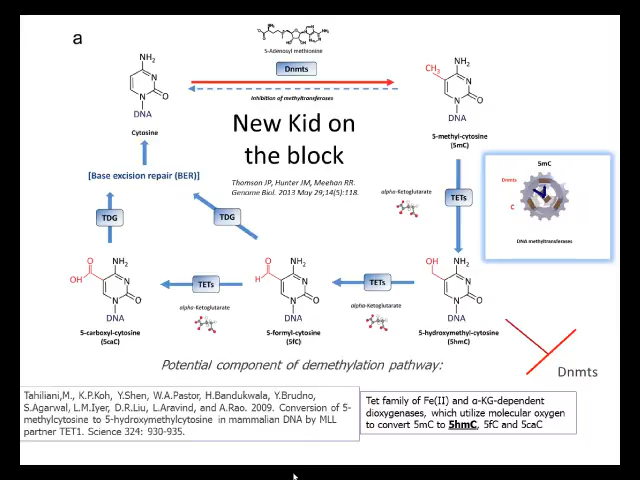 a
S-Adenosyl methionine
Dnmts
Inhibition of methyltransferases
NH2
N
N
O
DNA
Cytosine
New Kid on
the block
Thomson JP, Hunter JM, Meehan RR.
Genome Biol. 2013 May 29;14(5):118.
CH3
NH2
N
N
O
DNA
5-methyl-cytosine
(5mC)
[Base excision repair (BER)]
TDG
TDG
alpha-Ketoglutarate
TETs
5mC
Dnmts
C
DNA methyltransferases
O
OH
NH2
N
N
O
DNA
5-carboxyl-cytosine
(5caC)
TETs
alpha-Ketoglutarate
O
H
NH2
N
N
O
DNA
5-formyl-cytosine
(5fC)
TETs
alpha-Ketoglutarate
OH
NH2
N
N
O
DNA
5-hydroxymethyl-cytosine
(5hmC)
Potential component of demethylation pathway:
Dnmts
Tahiliani,M., K.P.Koh, Y.Shen, W.A.Pastor, H.Bandukwala, Y.Brudno,
S.Agarwal, L.M.Iyer, D.R.Liu, L.Aravind, and A.Rao. 2009. Conversion of 5-
methylcytosine to 5-hydroxymethylcytosine in mammalian DNA by MLL
partner TET1. Science 324: 930-935.
Tet family of Fe(II) and α-KG-dependent
dioxygenases, which utilize molecular oxygen
to convert 5mC to 5hmC, 5fC and 5caC